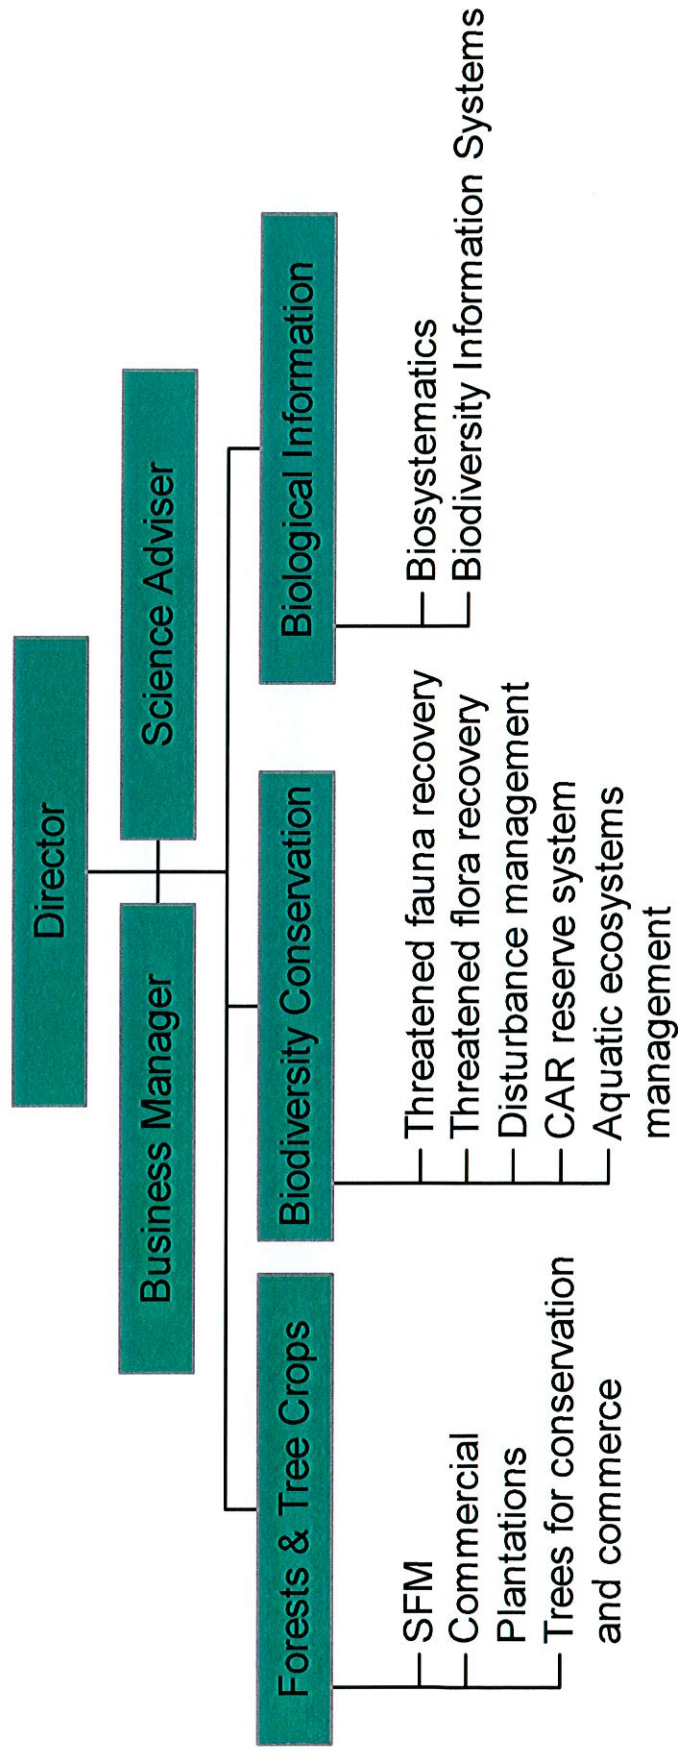 Director
Business Manager
Science Adviser
Forests & Tree Crops
Biodiversity Conservation
Biological Information
SFM
Commercial
Plantations
Trees for conservation
and commerce
Threatened fauna recovery
Threatened flora recovery
Disturbance management
CAR reserve system
Aquatic ecosystems
management
Biosystematics
Biodiversity Information Systems